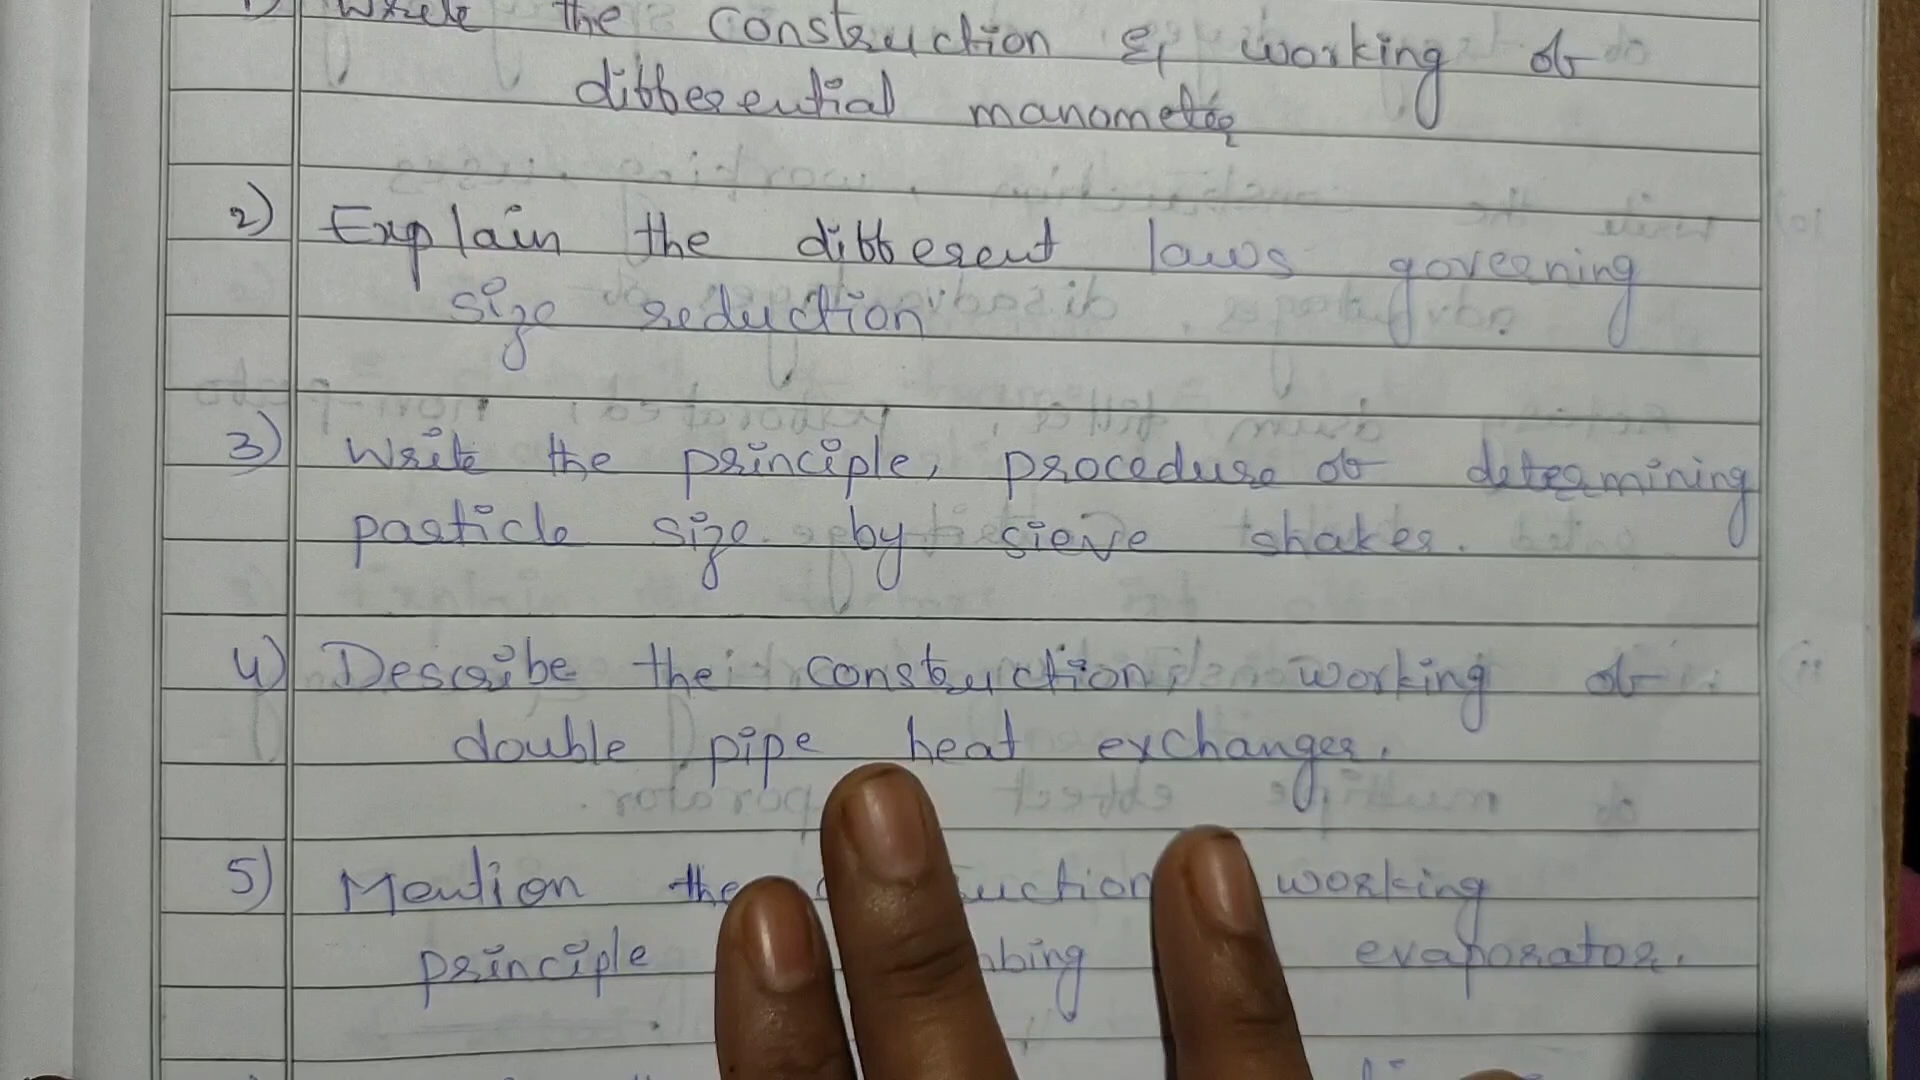 1) Write the construction & working of
differential manometer
2) Explain the different laws governing
size reduction
3) Write the principle, procedure of determining
particle size by sieve shaker.
4) Describe the construction, working of
double pipe heat exchanger.
5) Mention the working
principle evaporator.